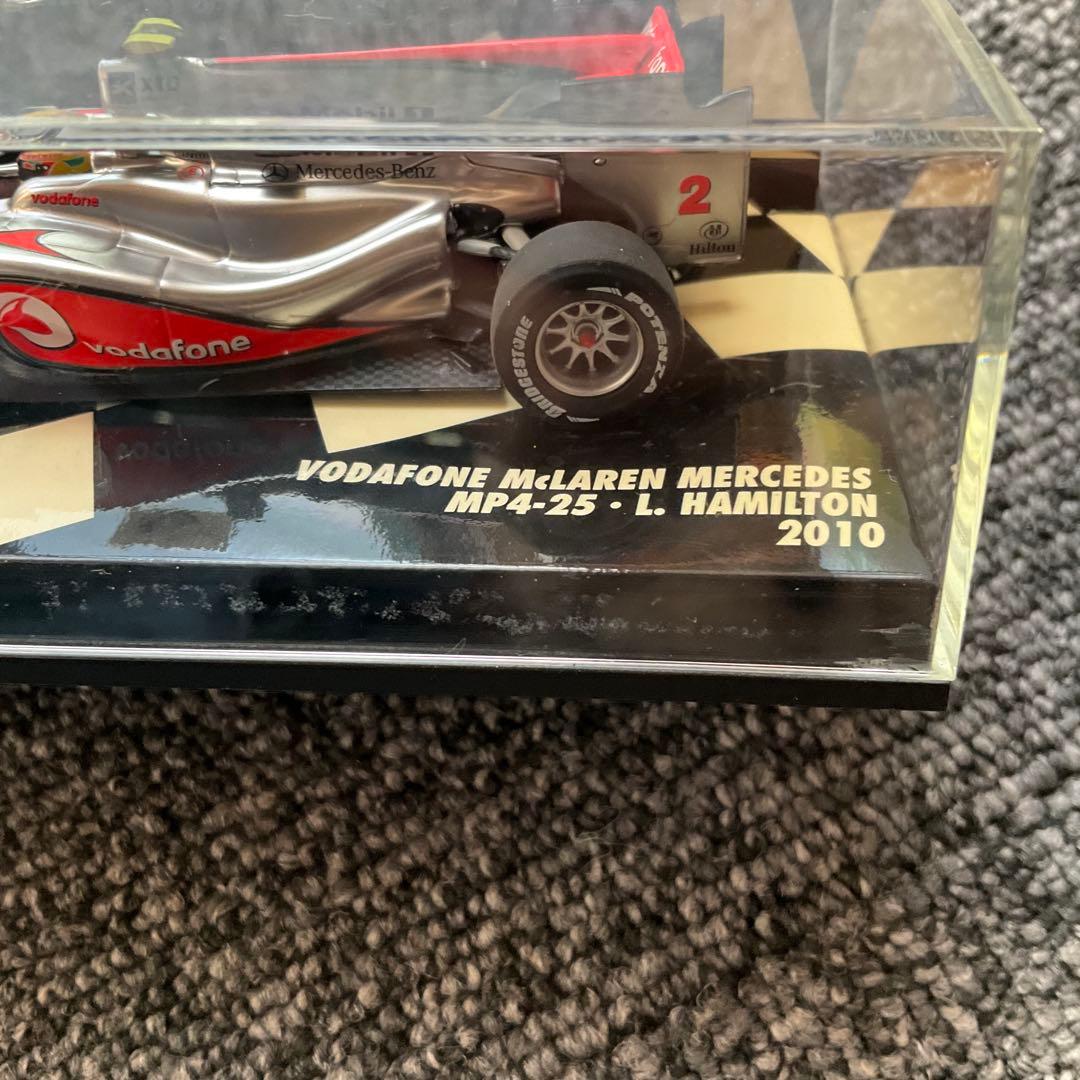 Mercedes-Benz
vodafone
2
Hilton
vodafone
BRIDGESTONE
POTENZA
VODAFONE McLAREN MERCEDES
MP4-25 • L. HAMILTON
2010